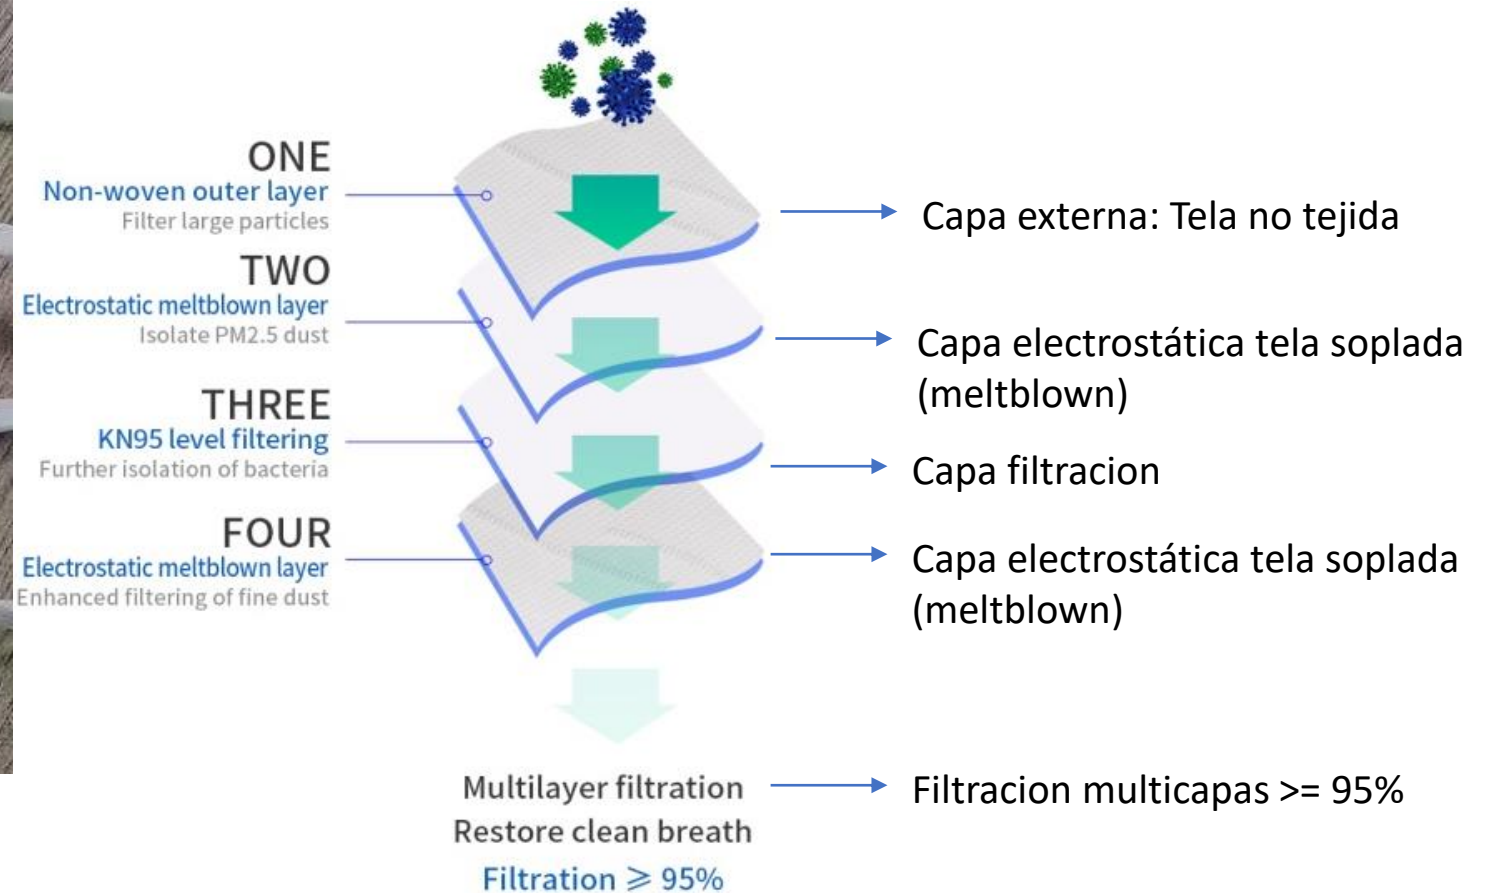 ONE
Non-woven outer layer
Filter large particles
Capa externa: Tela no tejida
TWO
Electrostatic meltblown layer
Isolate PM2.5 dust
Capa electrostática tela soplada
(meltblown)
THREE
KN95 level filtering
Further isolation of bacteria
Capa filtracion
FOUR
Electrostatic meltblown layer
Enhanced filtering of fine dust
Capa electrostática tela soplada
(meltblown)
Multilayer filtration
Restore clean breath
Filtration ⩾ 95%
Filtracion multicapas >= 95%